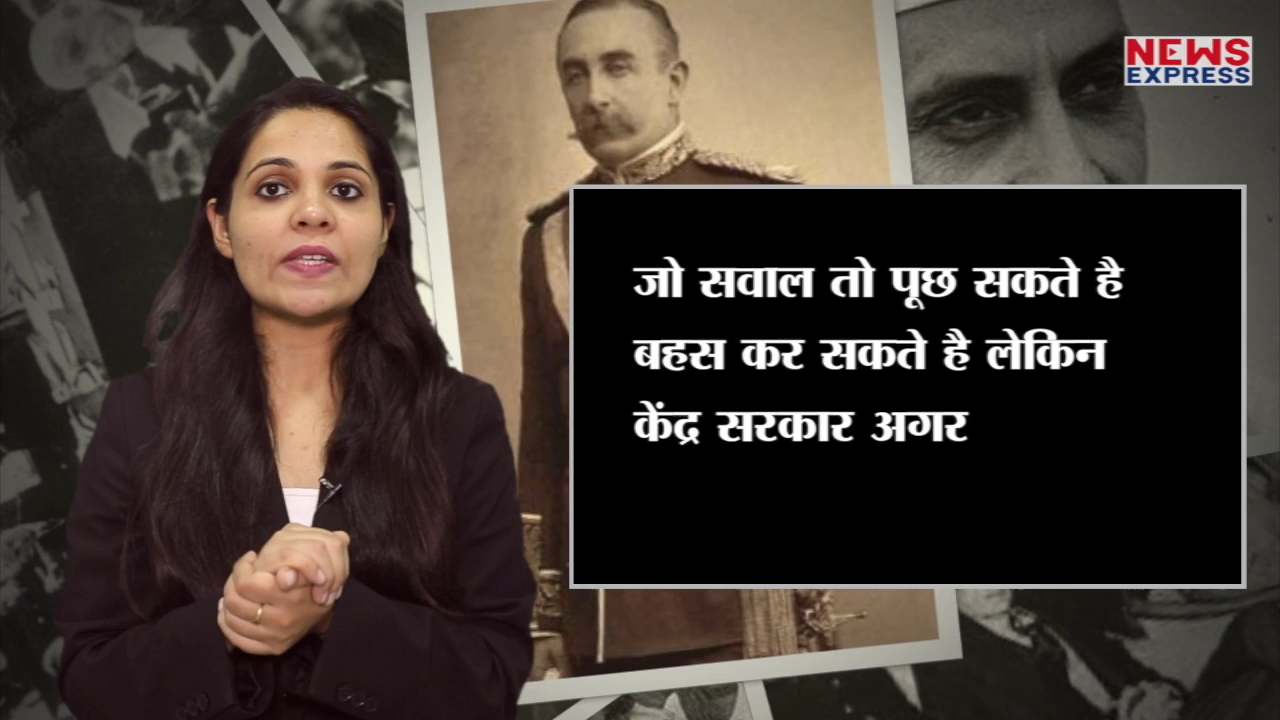 NEWS
EXPRESS
जो सवाल तो पूछ सकते है
बहस कर सकते है लेकिन
केंद्र सरकार अगर